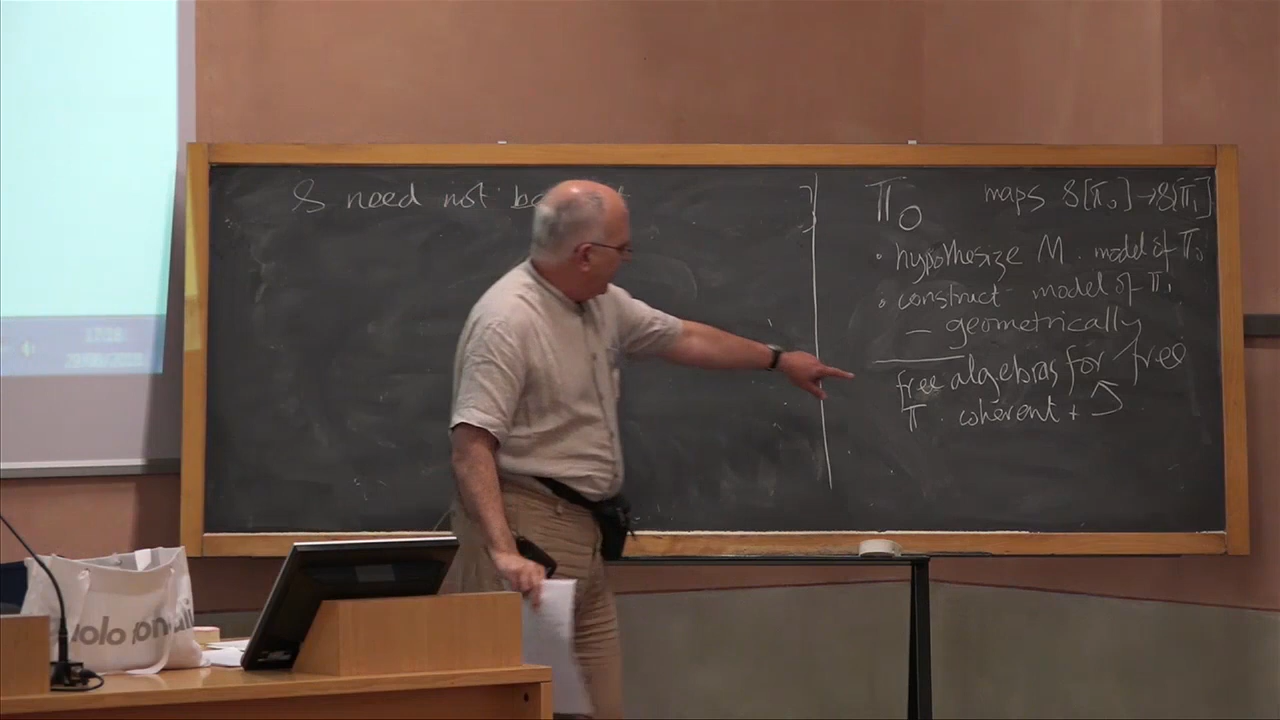 S need not be
𝕋₀ maps S[𝕋₀]→S[𝕋₁]
· hypothesize M. model of 𝕋₀
· construct model of 𝕋₁
– geometrically
free algebras for free
𝕋 · coherent +